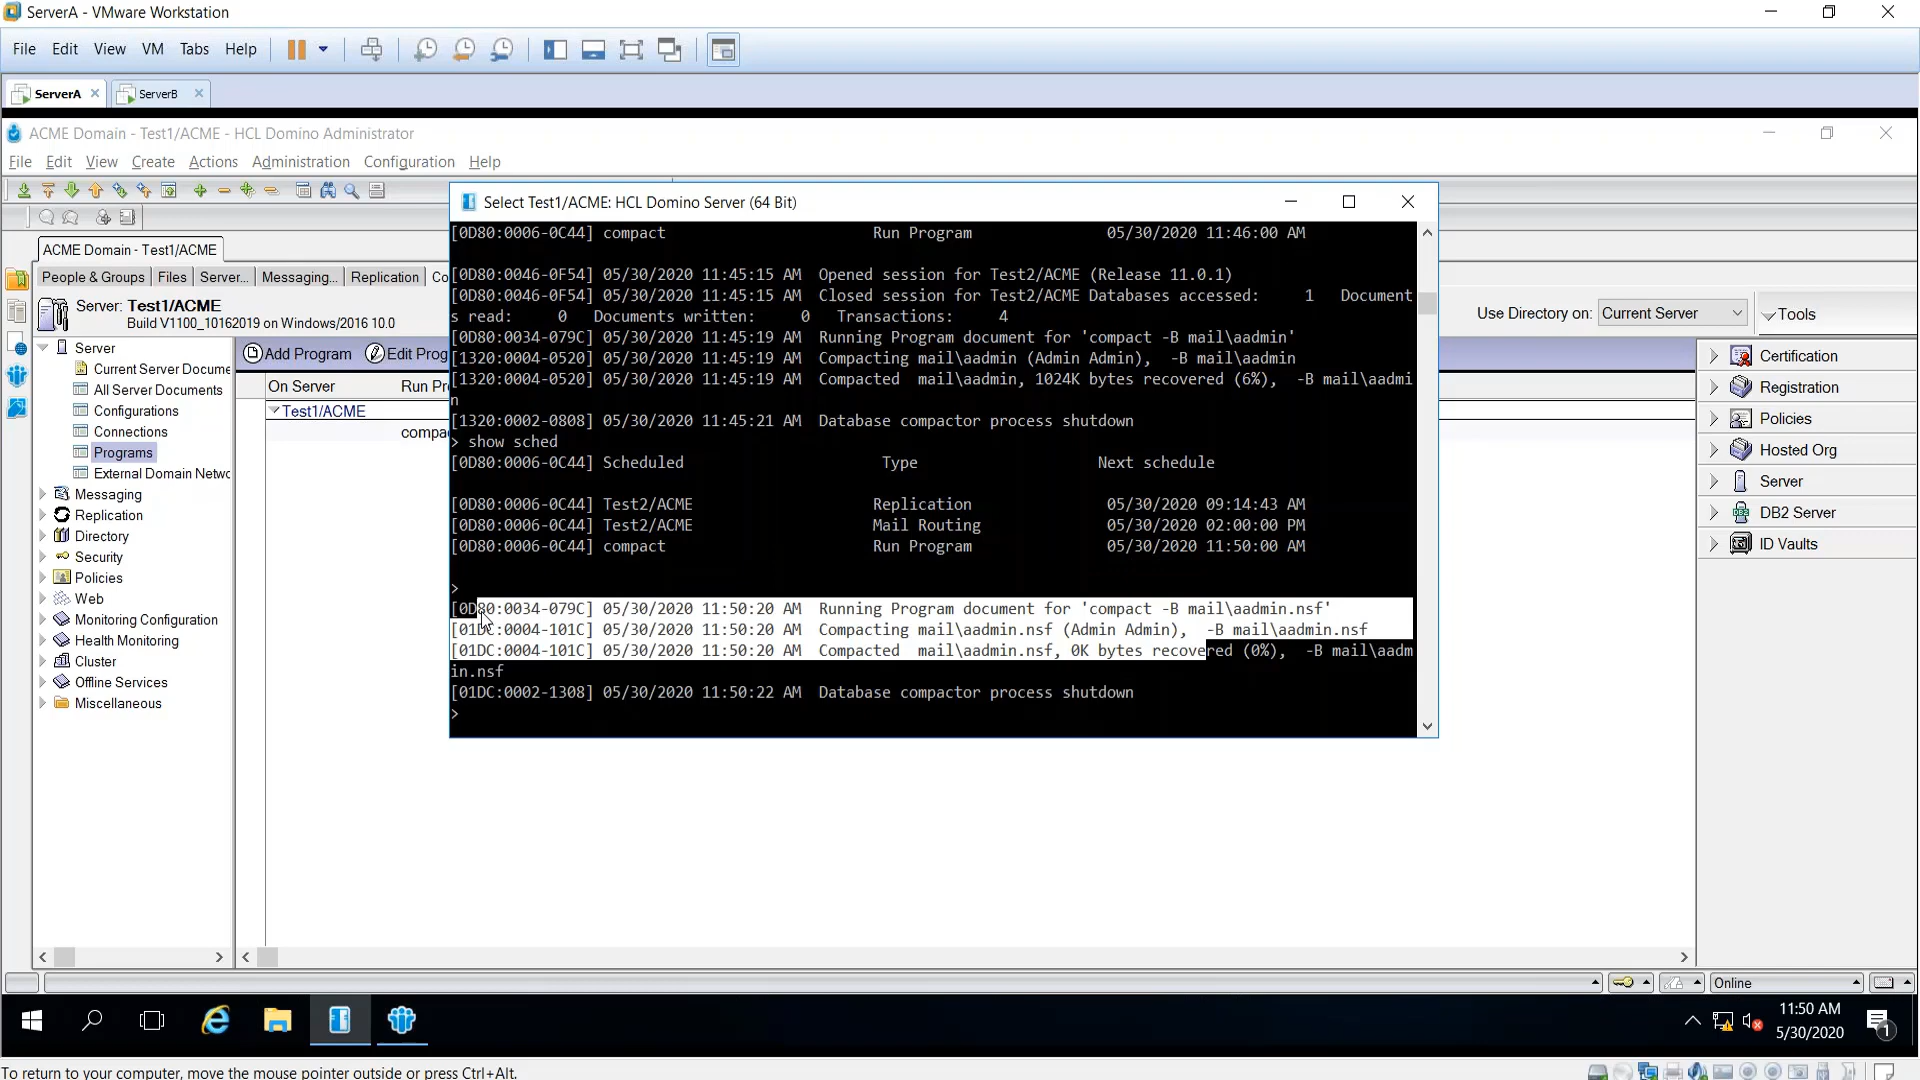 ServerA - VMware Workstation
File Edit View VM Tabs Help
ServerA ServerB
ACME Domain - Test1/ACME - HCL Domino Administrator
File Edit View Create Actions Administration Configuration Help
ACME Domain - Test1/ACME
People & Groups Files Server... Messaging... Replication Co
Server: Test1/ACME
Build V1100_10162019 on Windows/2016 10.0
Use Directory on: Current Server Tools
Server
Current Server Docume
All Server Documents
Configurations
Connections
Programs
External Domain Netwo
Messaging
Replication
Directory
Security
Policies
Web
Monitoring Configuration
Health Monitoring
Cluster
Offline Services
Miscellaneous
Add Program Edit Prog
On Server Run Pr
Test1/ACME
compa
Select Test1/ACME: HCL Domino Server (64 Bit)
[0D80:0006-0C44] compact Run Program 05/30/2020 11:46:00 AM
[0D80:0046-0F54] 05/30/2020 11:45:15 AM Opened session for Test2/ACME (Release 11.0.1)
[0D80:0046-0F54] 05/30/2020 11:45:15 AM Closed session for Test2/ACME Databases accessed: 1 Document
s read: 0 Documents written: 0 Transactions: 4
[0D80:0034-079C] 05/30/2020 11:45:19 AM Running Program document for 'compact -B mail\aadmin'
[1320:0004-0520] 05/30/2020 11:45:19 AM Compacting mail\aadmin (Admin Admin), -B mail\aadmin
[1320:0004-0520] 05/30/2020 11:45:19 AM Compacted mail\aadmin, 1024K bytes recovered (6%), -B mail\aadmi
n
[1320:0002-0808] 05/30/2020 11:45:21 AM Database compactor process shutdown
> show sched
[0D80:0006-0C44] Scheduled Type Next schedule
[0D80:0006-0C44] Test2/ACME Replication 05/30/2020 09:14:43 AM
[0D80:0006-0C44] Test2/ACME Mail Routing 05/30/2020 02:00:00 PM
[0D80:0006-0C44] compact Run Program 05/30/2020 11:50:00 AM
>
[0D80:0034-079C] 05/30/2020 11:50:20 AM Running Program document for 'compact -B mail\aadmin.nsf'
[01DC:0004-101C] 05/30/2020 11:50:20 AM Compacting mail\aadmin.nsf (Admin Admin), -B mail\aadmin.nsf
[01DC:0004-101C] 05/30/2020 11:50:20 AM Compacted mail\aadmin.nsf, 0K bytes recovered (0%), -B mail\aadm
in.nsf
[01DC:0002-1308] 05/30/2020 11:50:22 AM Database compactor process shutdown
>
Certification
Registration
Policies
Hosted Org
Server
DB2 Server
ID Vaults
Online
11:50 AM
5/30/2020
1
To return to your computer, move the mouse pointer outside or press Ctrl+Alt.